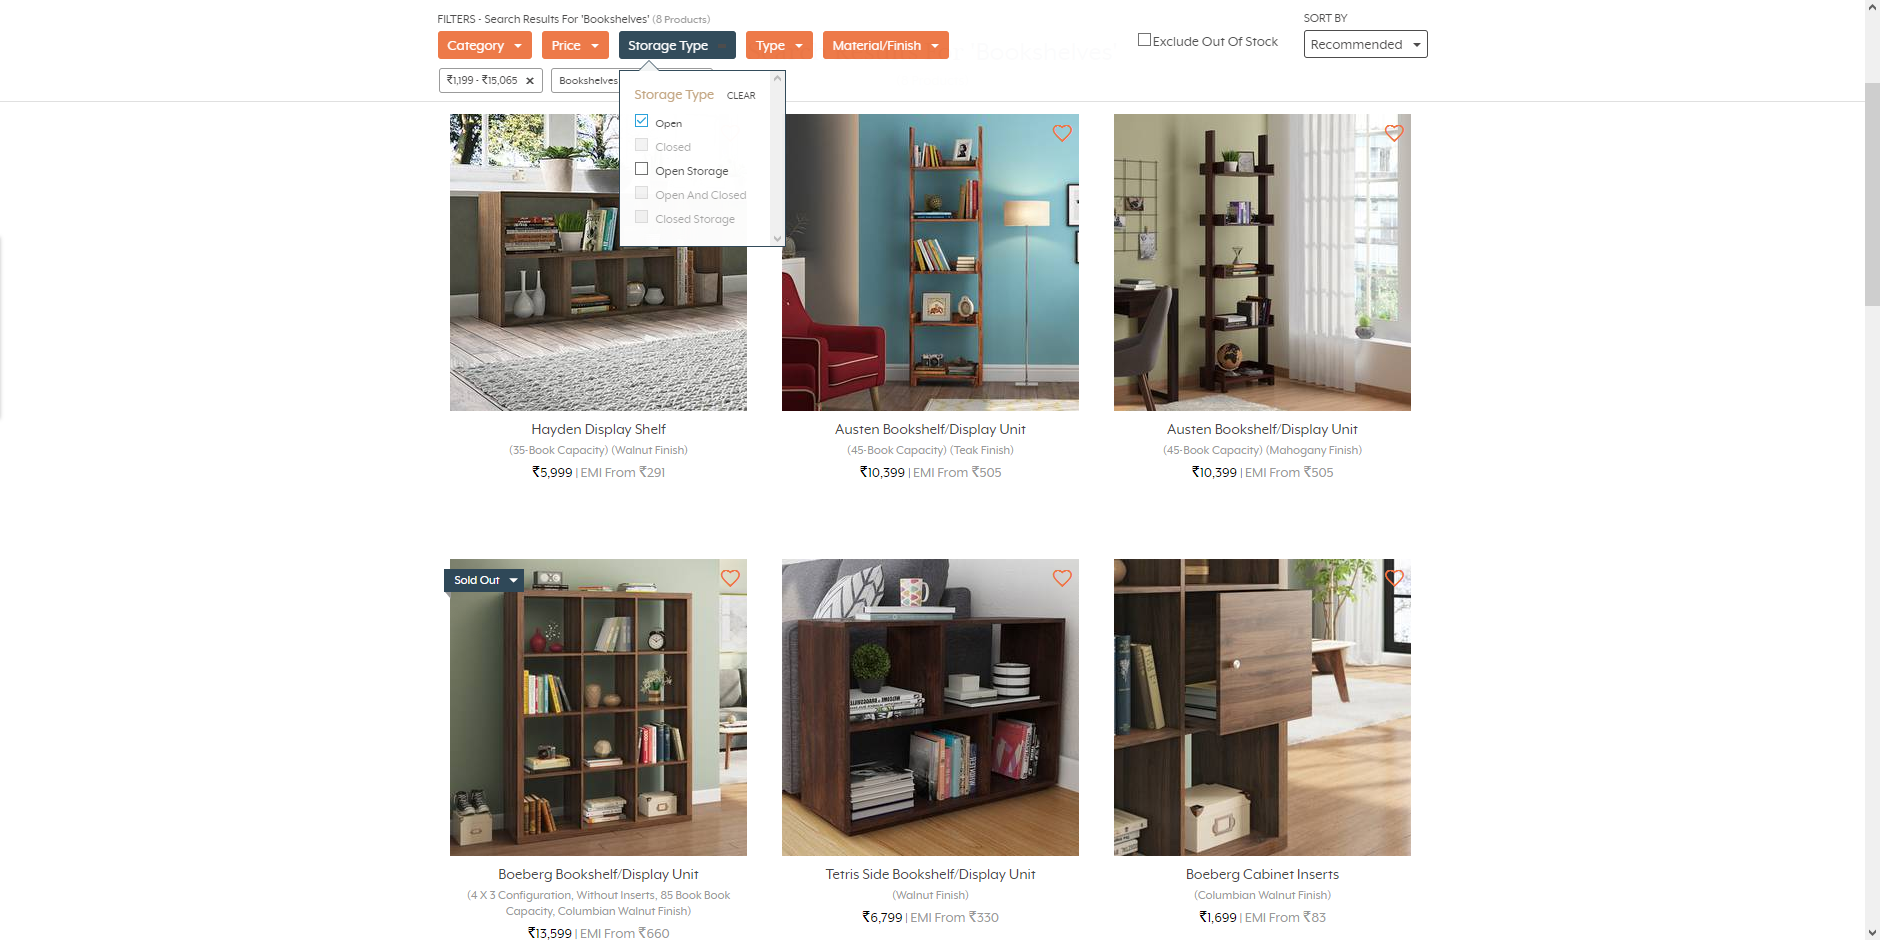 FILTERS - Search Results For 'Bookshelves' (8 Products)
SORT BY
Category
Price
Storage Type
Type
Material/Finish
Exclude Out Of Stock
Recommended
₹1,199 - ₹15,065 ×
Bookshelves
Storage Type CLEAR
Open
Closed
Open Storage
Open And Closed
Closed Storage
Hayden Display Shelf
(35-Book Capacity) (Walnut Finish)
₹5,999 | EMI From ₹291
Austen Bookshelf/Display Unit
(45-Book Capacity) (Teak Finish)
₹10,399 | EMI From ₹505
Austen Bookshelf/Display Unit
(45-Book Capacity) (Mahogany Finish)
₹10,399 | EMI From ₹505
Sold Out
Boeberg Bookshelf/Display Unit
(4 X 3 Configuration, Without Inserts, 85 Book Book
Capacity, Columbian Walnut Finish)
₹13,599 | EMI From ₹660
Tetris Side Bookshelf/Display Unit
(Walnut Finish)
₹6,799 | EMI From ₹330
Boeberg Cabinet Inserts
(Columbian Walnut Finish)
₹1,699 | EMI From ₹83